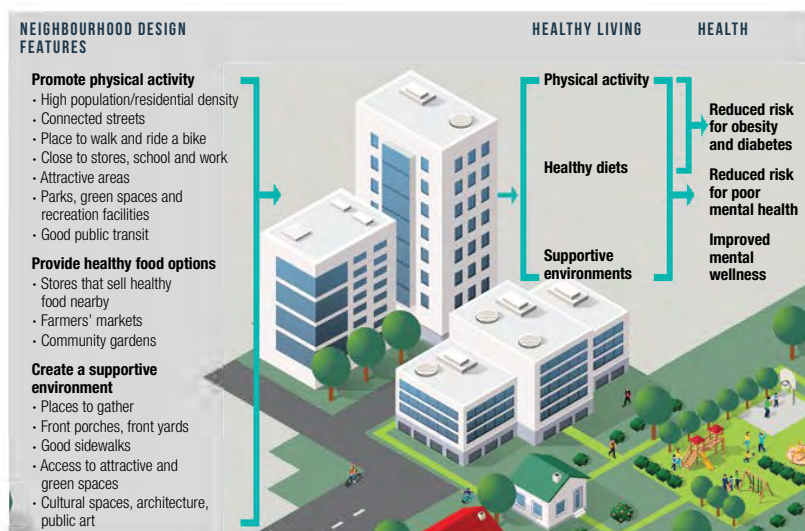 NEIGHBOURHOOD DESIGN
FEATURES
Promote physical activity
· High population/residential density
· Connected streets
· Place to walk and ride a bike
· Close to stores, school and work
· Attractive areas
· Parks, green spaces and
recreation facilities
· Good public transit
Provide healthy food options
· Stores that sell healthy
food nearby
· Farmers' markets
· Community gardens
Create a supportive
environment
· Places to gather
· Front porches, front yards
· Good sidewalks
· Access to attractive and
green spaces
· Cultural spaces, architecture,
public art
HEALTHY LIVING
Physical activity
Healthy diets
Supportive
environments
HEALTH
Reduced risk
for obesity
and diabetes
Reduced risk
for poor
mental health
Improved
mental
wellness